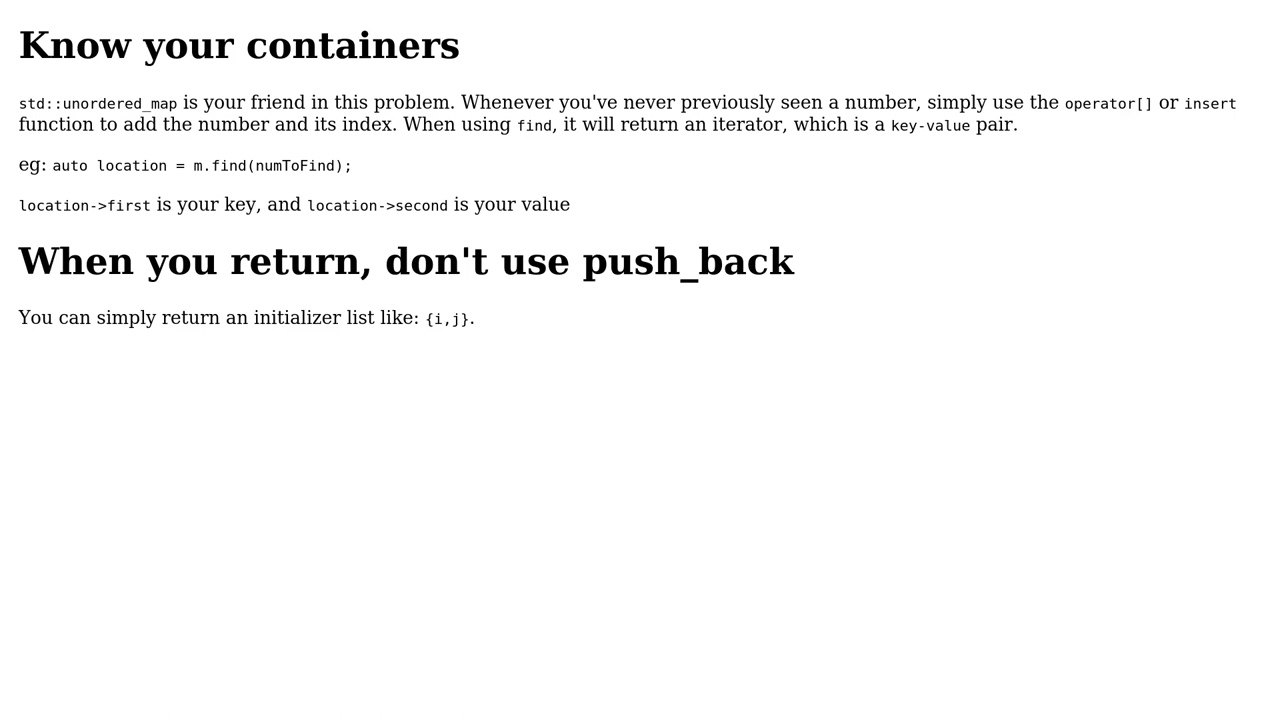 Know your containers
std::unordered_map is your friend in this problem. Whenever you've never previously seen a number, simply use the operator[] or insert
function to add the number and its index. When using find, it will return an iterator, which is a key-value pair.
eg: auto location = m.find(numToFind);
location->first is your key, and location->second is your value
When you return, don't use push_back
You can simply return an initializer list like: {i,j}.